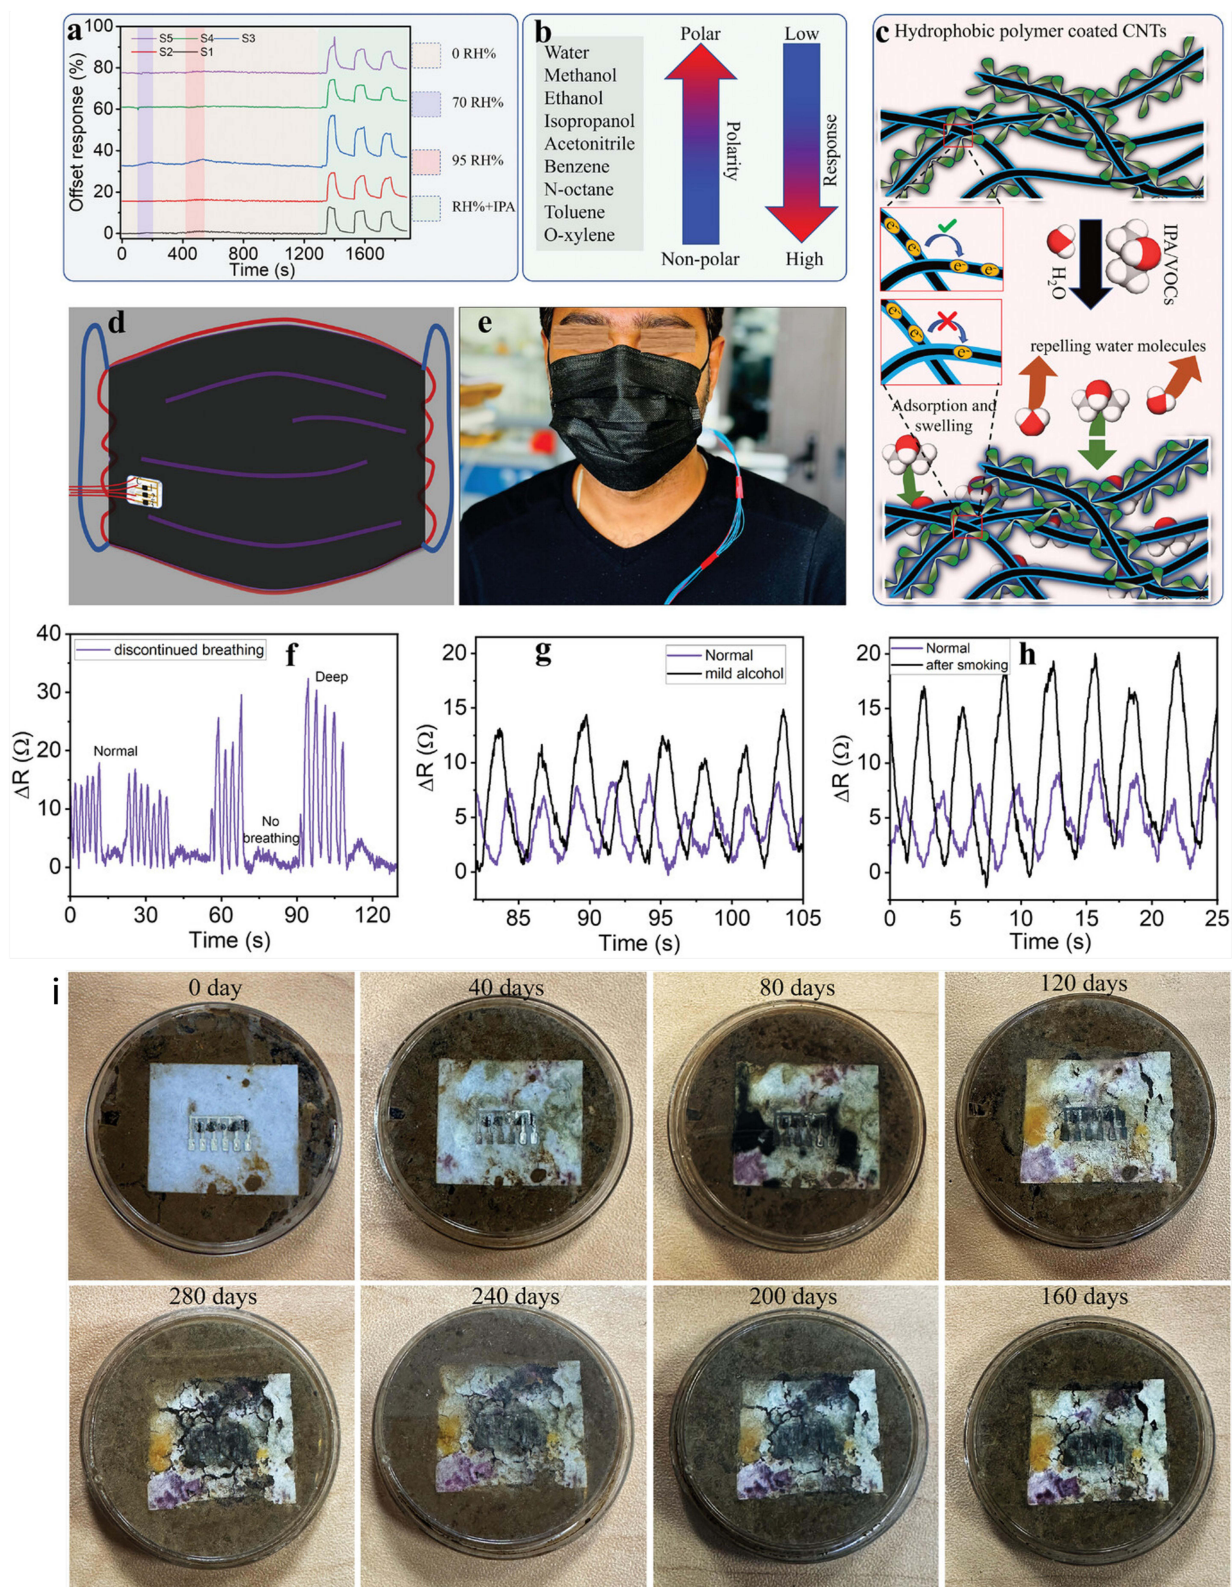 a
S5 S4 S3
S2 S1
Offset response (%)
100
80
60
40
20
0
0 400 800 1200 1600
Time (s)
0 RH%
70 RH%
95 RH%
RH%+IPA
b
Water
Methanol
Ethanol
Isopropanol
Acetonitrile
Benzene
N-octane
Toluene
O-xylene
Polar
Polarity
Non-polar
Low
Response
High
c Hydrophobic polymer coated CNTs
e-
e-
e-
e-
e-
e-
H2O
IPA/VOCs
repelling water molecules
Adsorption and
swelling
d
e
f
discontinued breathing
Normal
No
breathing
Deep
ΔR (Ω)
40
30
20
10
0
0 30 60 90 120
Time (s)
g
Normal
mild alcohol
ΔR (Ω)
20
15
10
5
0
85 90 95 100 105
Time (s)
h
Normal
after smoking
ΔR (Ω)
20
15
10
5
0
0 5 10 15 20 25
Time (s)
i
0 day 40 days 80 days 120 days
280 days 240 days 200 days 160 days